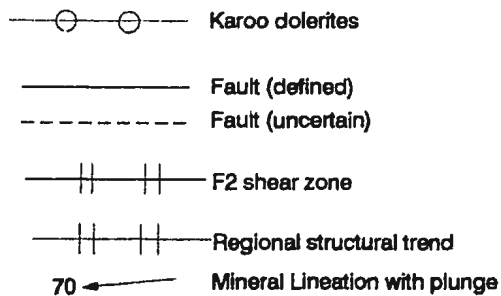 Karoo dolerites
Fault (defined)
Fault (uncertain)
F2 shear zone
Regional structural trend
70 Mineral Lineation with plunge